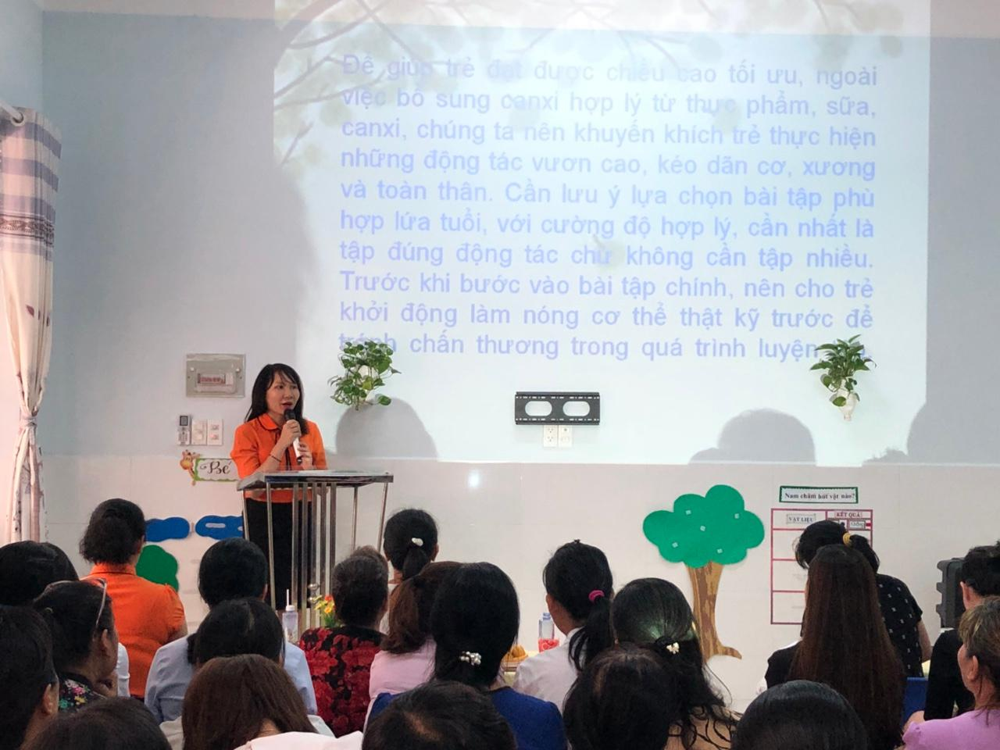 Để giúp trẻ đạt được chiều cao tối ưu, ngoài
việc bổ sung canxi hợp lý từ thực phẩm, sữa,
canxi, chúng ta nên khuyến khích trẻ thực hiện
những động tác vươn cao, kéo dãn cơ, xương
và toàn thân. Cần lưu ý lựa chọn bài tập phù
hợp lứa tuổi, với cường độ hợp lý, cần nhất là
tập đúng động tác chứ không cần tập nhiều.
Trước khi bước vào bài tập chính, nên cho trẻ
khởi động làm nóng cơ thể thật kỹ trước để
tránh chấn thương trong quá trình luyện
Bé
Nam châm hút vật nào?
VẬT LIỆU
KẾT QUẢ